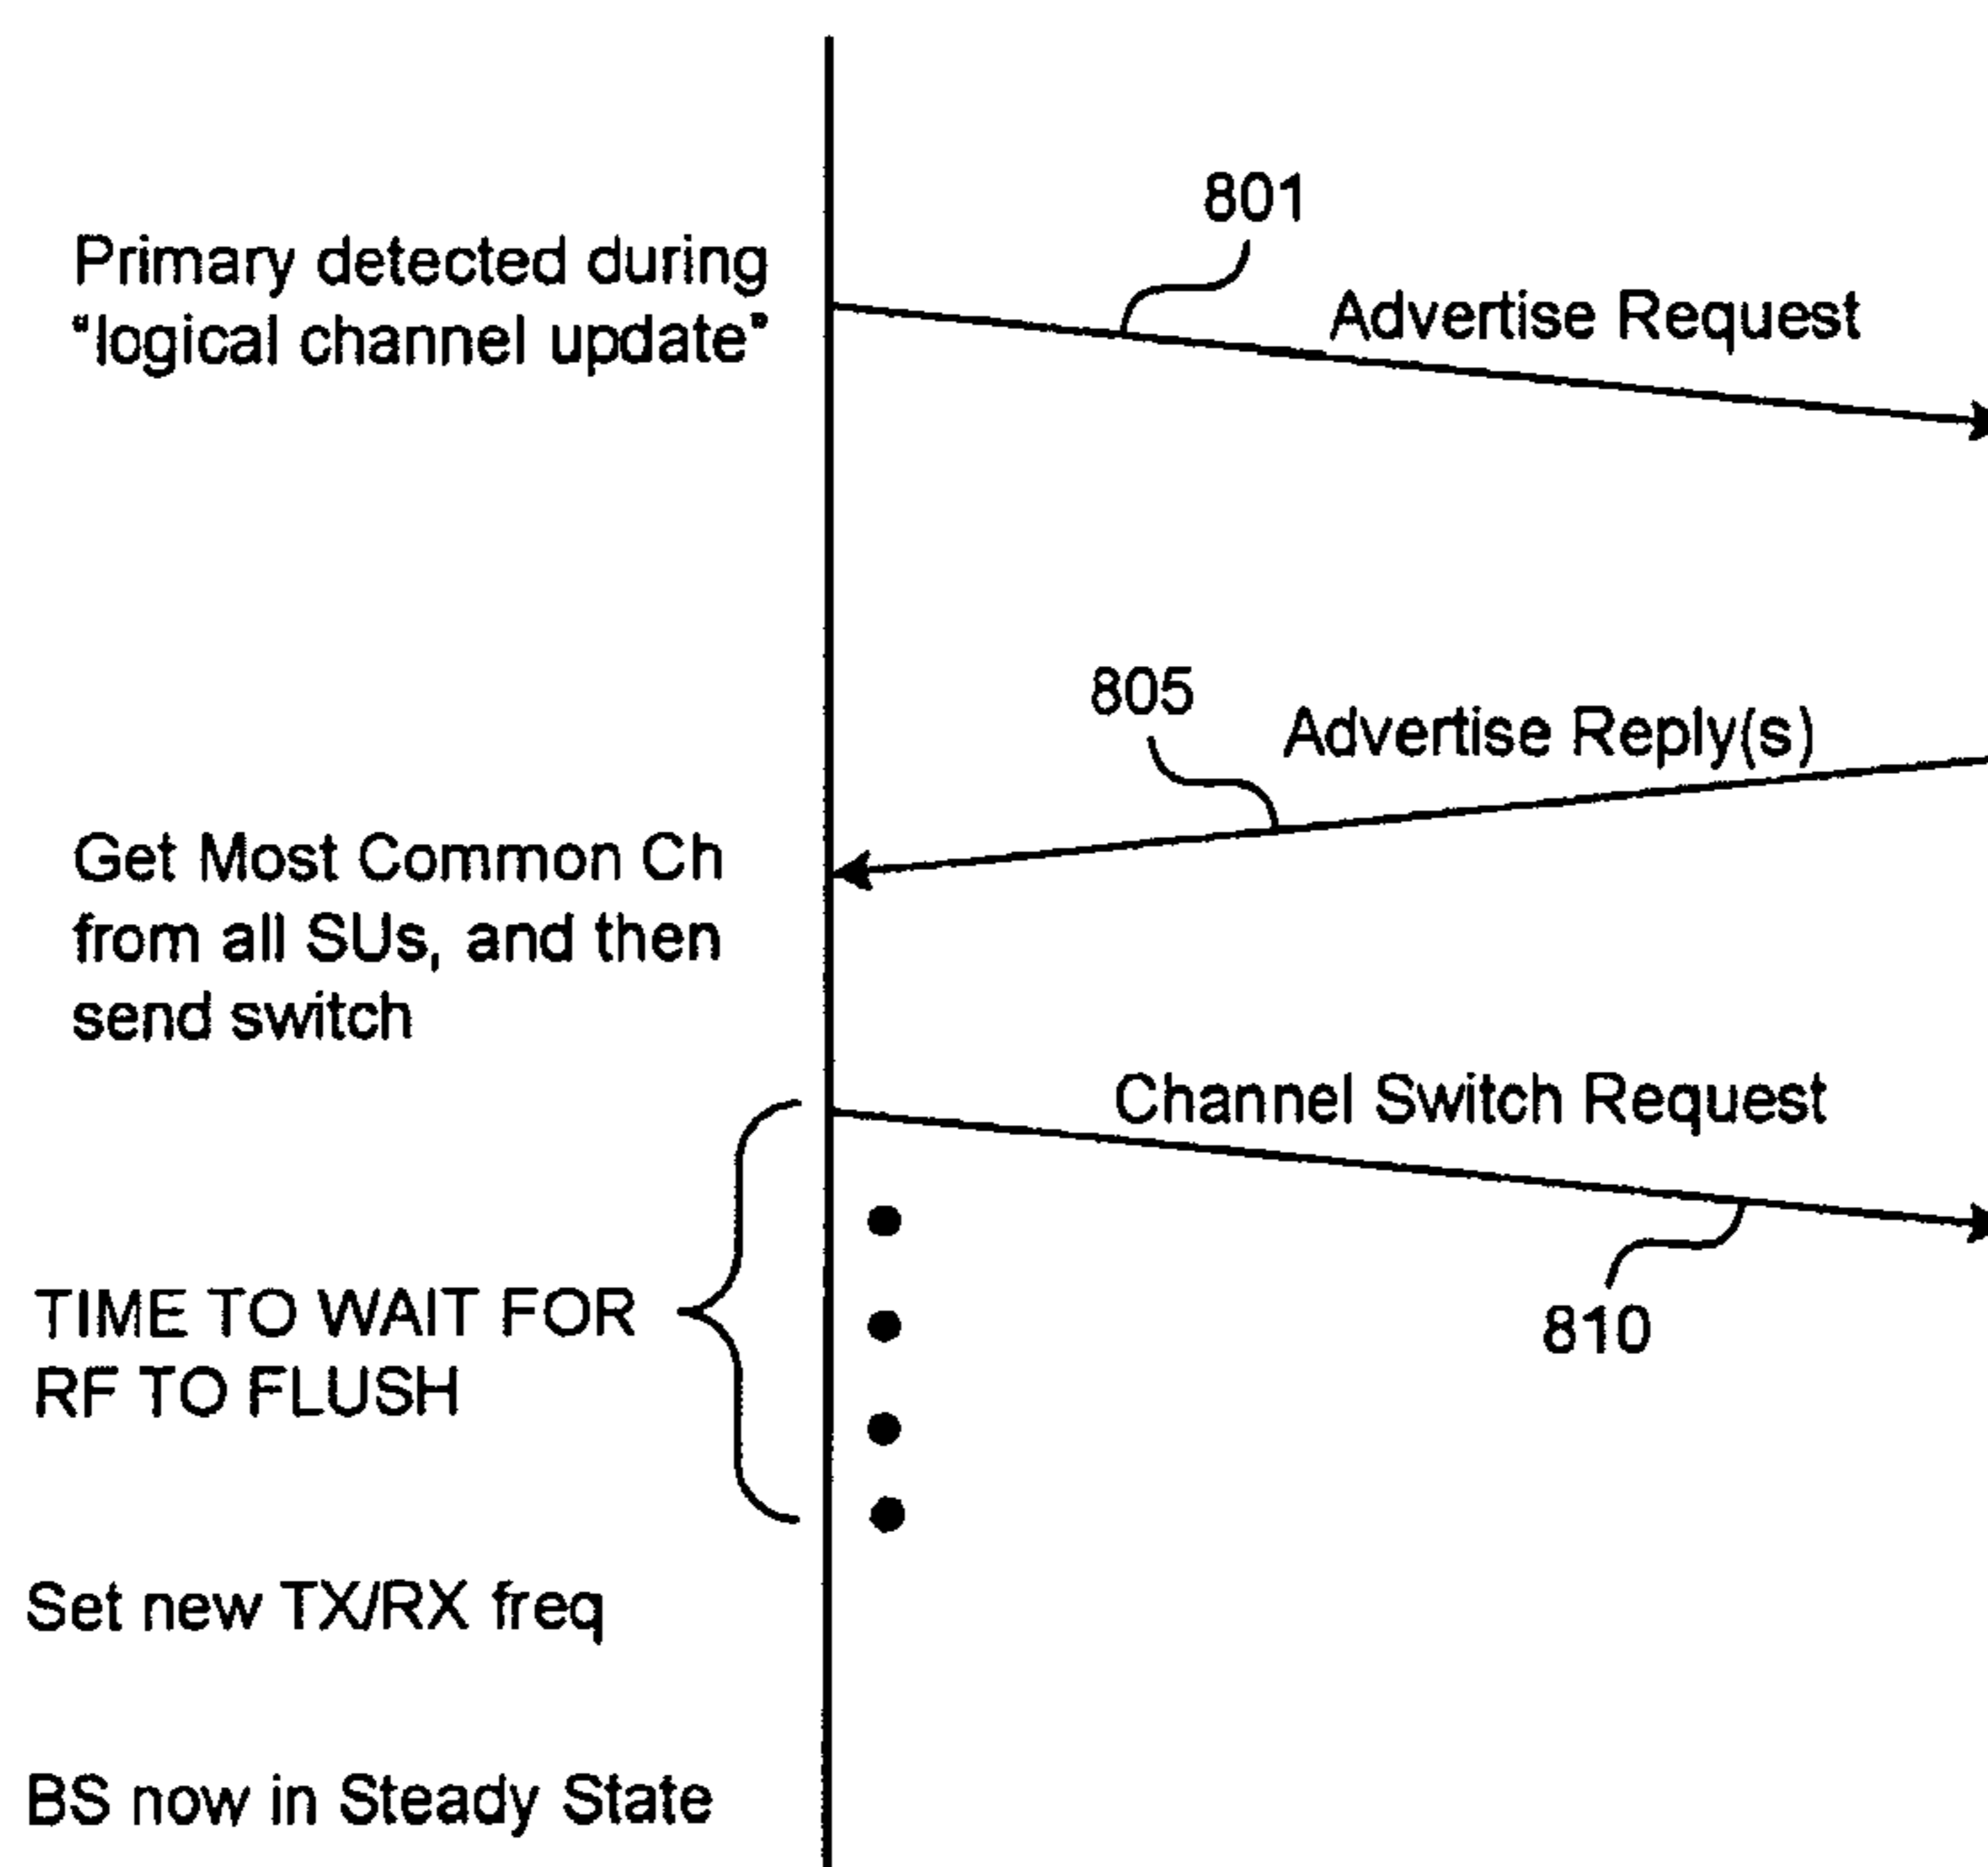 801
Primary detected during
"logical channel update"
Advertise Request
805
Advertise Reply(s)
Get Most Common Ch
from all SUs, and then
send switch
Channel Switch Request
810
TIME TO WAIT FOR
RF TO FLUSH
Set new TX/RX freq
BS now in Steady State